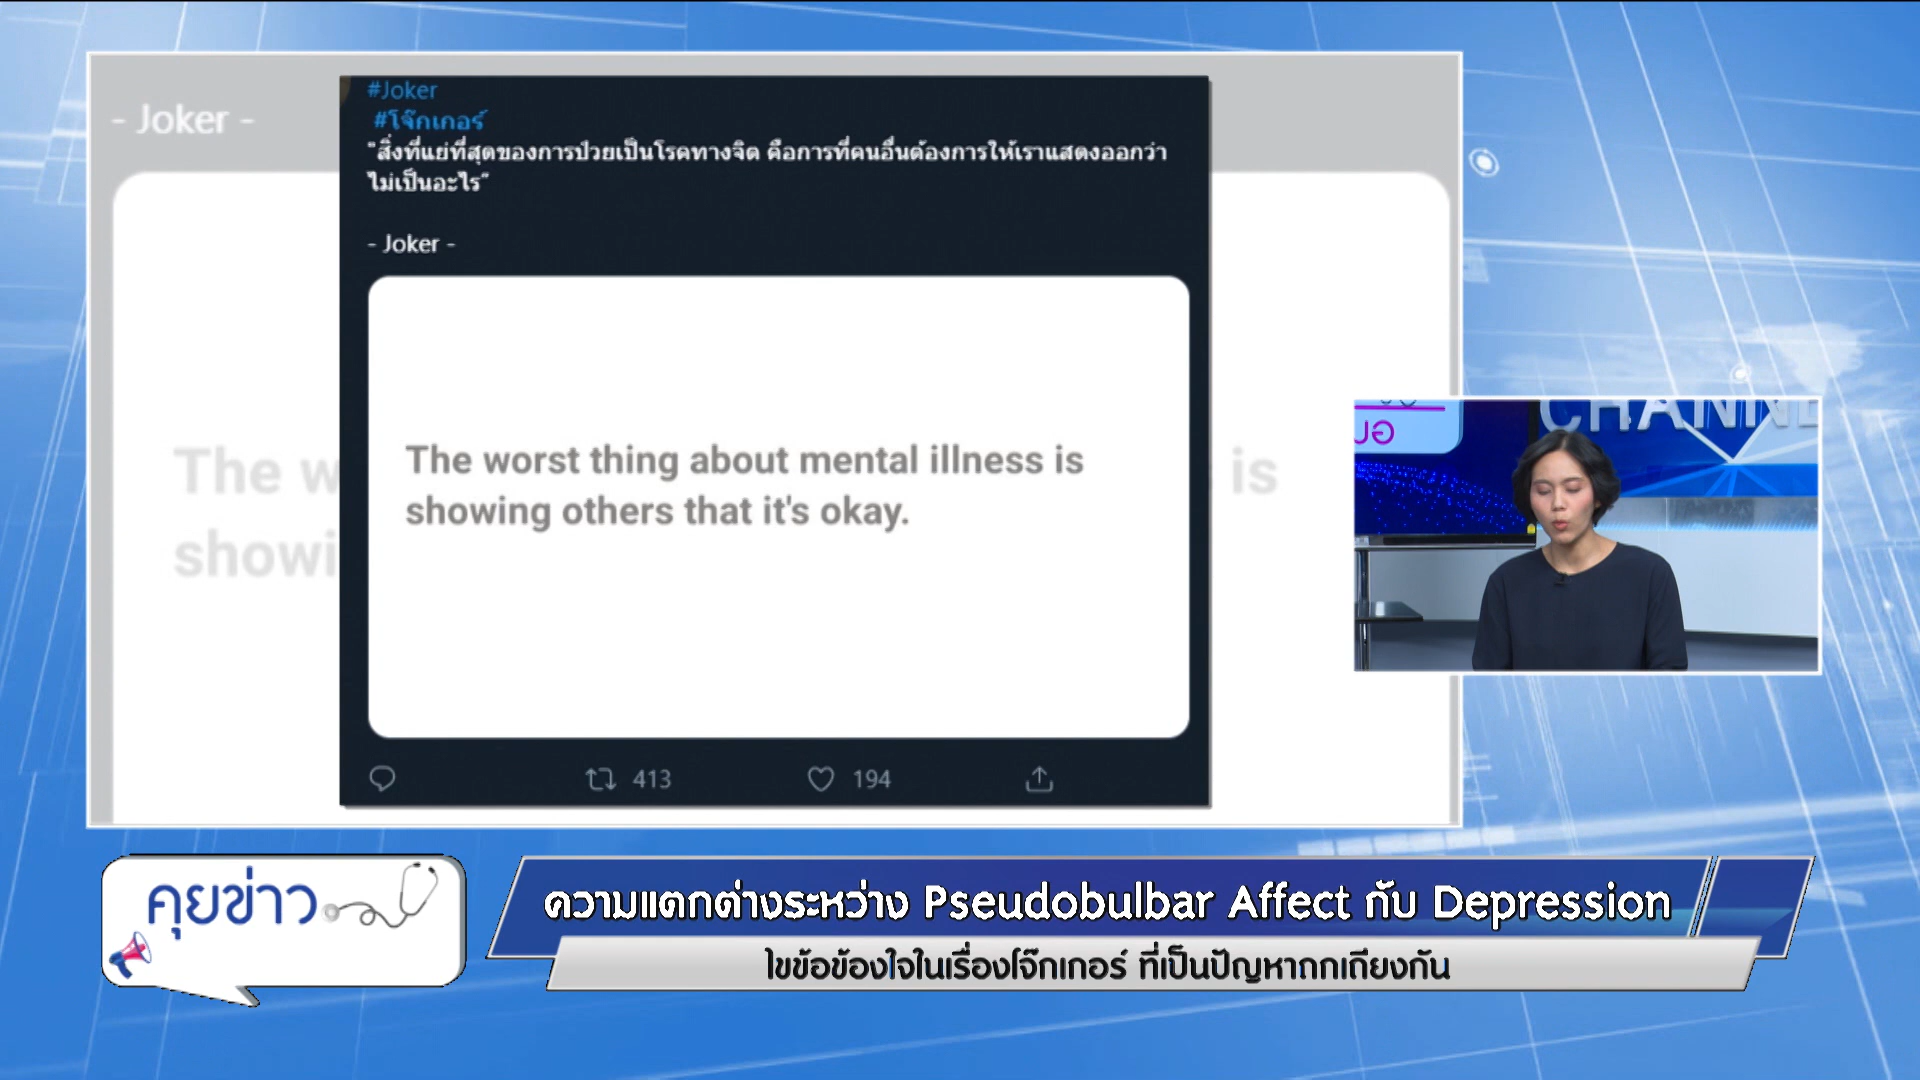 - Joker -
#Joker
#โจ๊กเกอร์
"สิ่งที่แย่ที่สุดของการป่วยเป็นโรคทางจิต คือการที่คนอื่นต้องการให้เราแสดงออกว่า
ไม่เป็นอะไร"
- Joker -
The worst thing about mental illness is
showing others that it's okay.
The w
is
showi
413
194
CHANNE
มอ
คุยข่าว
ความแตกต่างระหว่าง Pseudobulbar Affect กับ Depression
ไขข้อข้องใจในเรื่องโจ๊กเกอร์ ที่เป็นปัญหาถกเถียงกัน